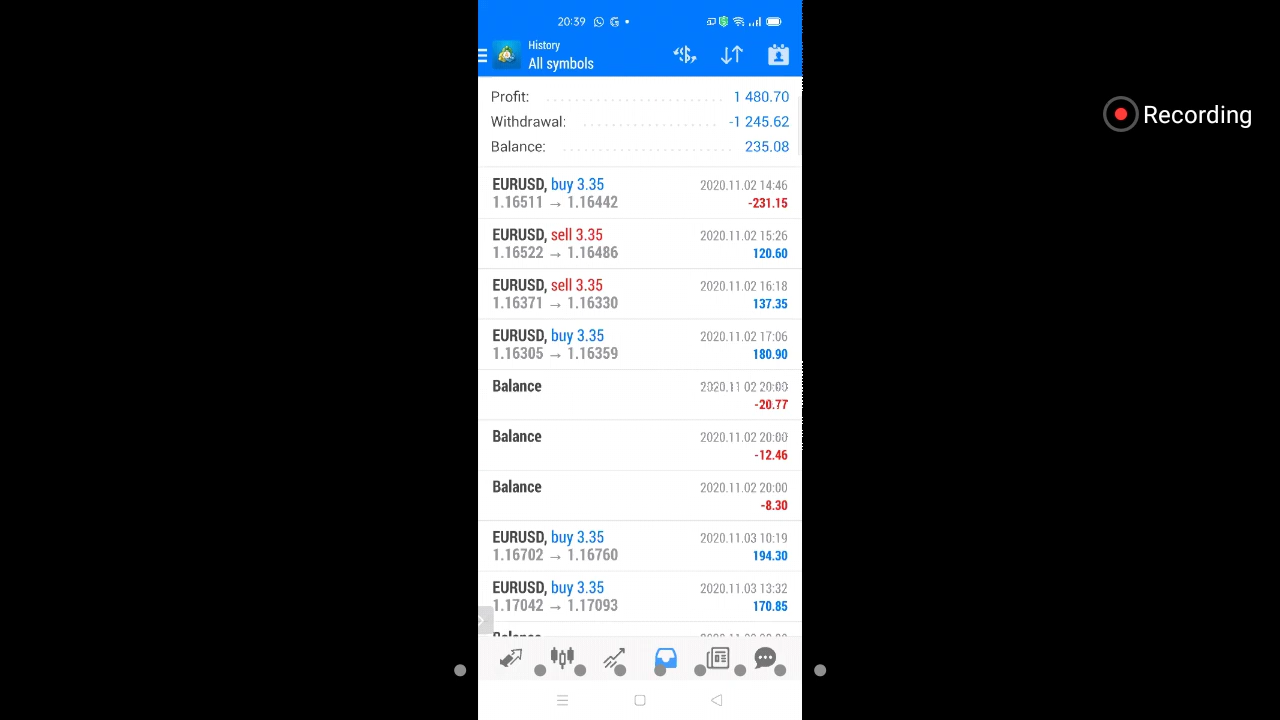 20:39
History
All symbols
Recording
Profit: 1 480.70
Withdrawal: -1 245.62
Balance: 235.08
EURUSD, buy 3.35 2020.11.02 14:46
1.16511 → 1.16442 -231.15
EURUSD, sell 3.35 2020.11.02 15:26
1.16522 → 1.16486 120.60
EURUSD, sell 3.35 2020.11.02 16:18
1.16371 → 1.16330 137.35
EURUSD, buy 3.35 2020.11.02 17:06
1.16305 → 1.16359 180.90
Balance 2020.11.02 20:00
-20.77
Balance 2020.11.02 20:00
-12.46
Balance 2020.11.02 20:00
-8.30
EURUSD, buy 3.35 2020.11.03 10:19
1.16702 → 1.16760 194.30
EURUSD, buy 3.35 2020.11.03 13:32
1.17042 → 1.17093 170.85
Balance